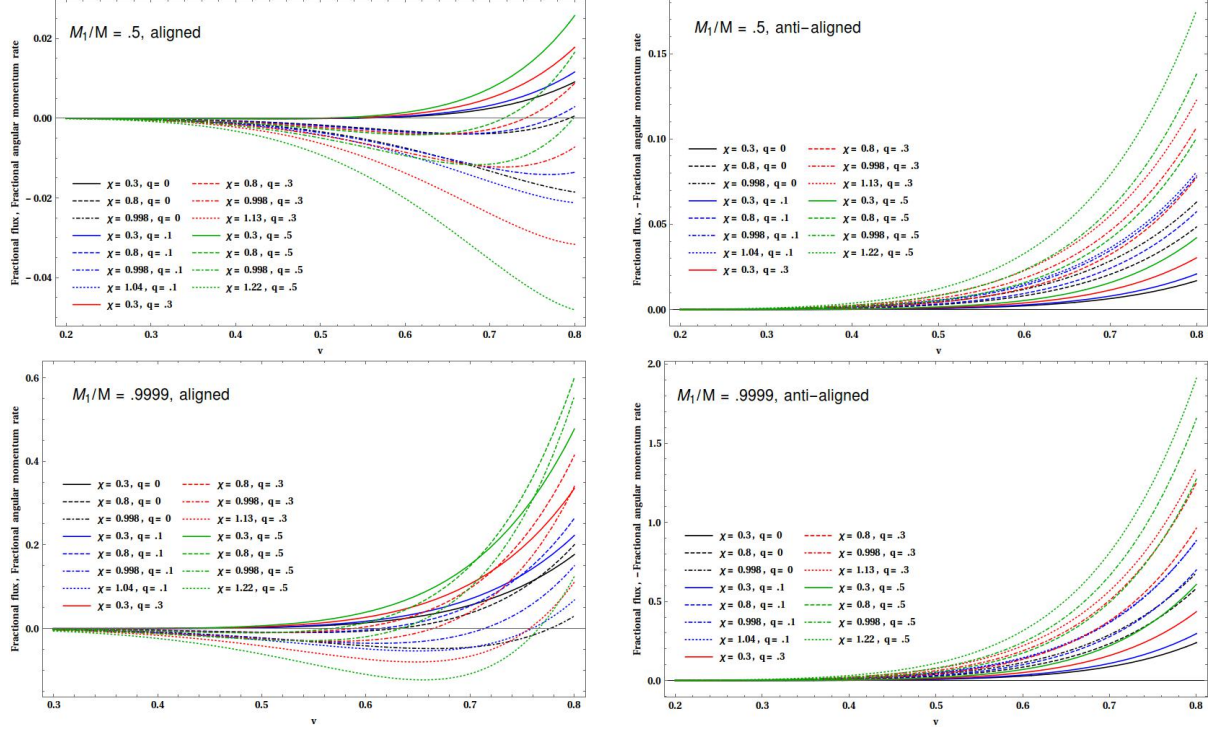 M1/M = .5, aligned
Fractional flux, Fractional angular momentum rate
0.02
0.00
−0.02
−0.04
χ = 0.3, q = 0
χ = 0.8, q = 0
χ = 0.998, q = 0
χ = 0.3, q = .1
χ = 0.8, q = .1
χ = 0.998, q = .1
χ = 1.04, q = .1
χ = 0.3, q = .3
χ = 0.8, q = .3
χ = 0.998, q = .3
χ = 1.13, q = .3
χ = 0.3, q = .5
χ = 0.8, q = .5
χ = 0.998, q = .5
χ = 1.22, q = .5
0.2 0.3 0.4 0.5 0.6 0.7 0.8
v
M1/M = .5, anti−aligned
Fractional flux, −Fractional angular momentum rate
0.15
0.10
0.05
0.00
χ = 0.3, q = 0
χ = 0.8, q = 0
χ = 0.998, q = 0
χ = 0.3, q = .1
χ = 0.8, q = .1
χ = 0.998, q = .1
χ = 1.04, q = .1
χ = 0.3, q = .3
χ = 0.8, q = .3
χ = 0.998, q = .3
χ = 1.13, q = .3
χ = 0.3, q = .5
χ = 0.8, q = .5
χ = 0.998, q = .5
χ = 1.22, q = .5
0.2 0.3 0.4 0.5 0.6 0.7 0.8
v
M1/M = .9999, aligned
Fractional flux, Fractional angular momentum rate
0.6
0.4
0.2
0.0
χ = 0.3, q = 0
χ = 0.8, q = 0
χ = 0.998, q = 0
χ = 0.3, q = .1
χ = 0.8, q = .1
χ = 0.998, q = .1
χ = 1.04, q = .1
χ = 0.3, q = .3
χ = 0.8, q = .3
χ = 0.998, q = .3
χ = 1.13, q = .3
χ = 0.3, q = .5
χ = 0.8, q = .5
χ = 0.998, q = .5
χ = 1.22, q = .5
0.3 0.4 0.5 0.6 0.7 0.8
v
M1/M = .9999, anti−aligned
Fractional flux, −Fractional angular momentum rate
2.0
1.5
1.0
0.5
0.0
χ = 0.3, q = 0
χ = 0.8, q = 0
χ = 0.998, q = 0
χ = 0.3, q = .1
χ = 0.8, q = .1
χ = 0.998, q = .1
χ = 1.04, q = .1
χ = 0.3, q = .3
χ = 0.8, q = .3
χ = 0.998, q = .3
χ = 1.13, q = .3
χ = 0.3, q = .5
χ = 0.8, q = .5
χ = 0.998, q = .5
χ = 1.22, q = .5
0.2 0.3 0.4 0.5 0.6 0.7 0.8
v